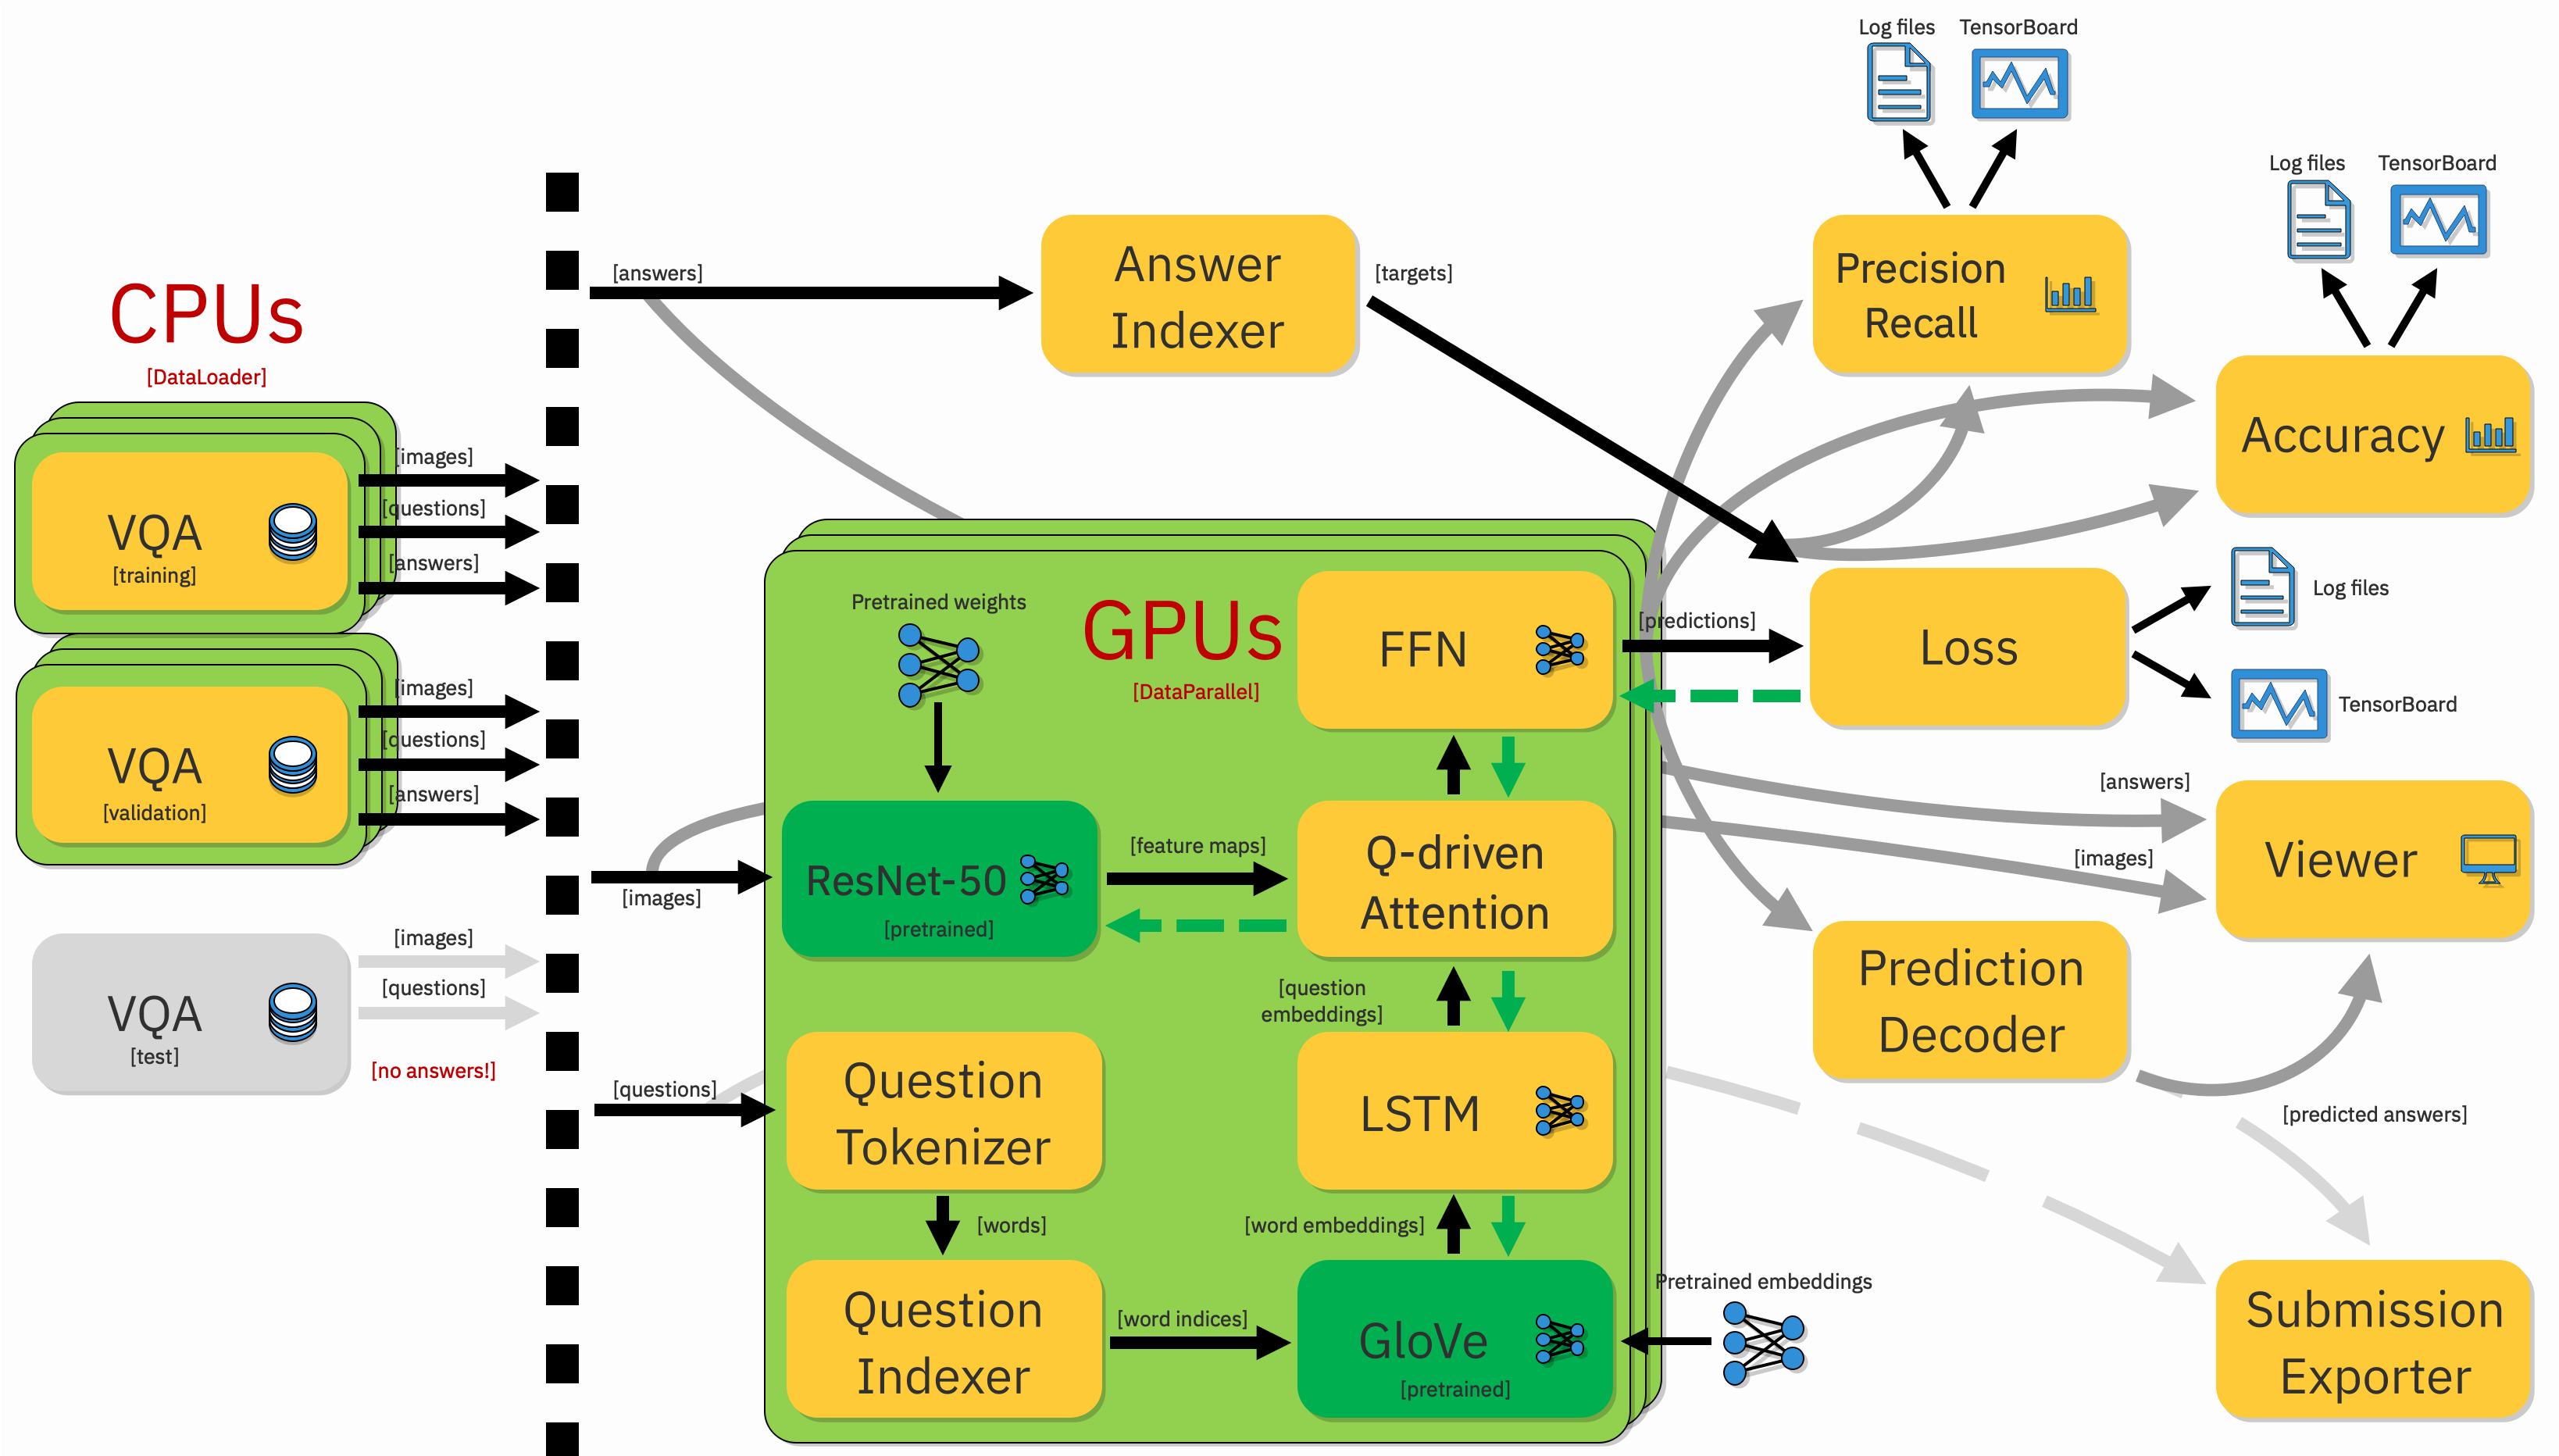 Log files
TensorBoard
Log files
TensorBoard
CPUs
[DataLoader]
[answers]
Answer
Indexer
[targets]
Precision
Recall
Accuracy
VQA
[training]
[images]
[questions]
[answers]
VQA
[validation]
[images]
[questions]
[answers]
VQA
[test]
[images]
[questions]
[no answers!]
[images]
[questions]
Pretrained weights
GPUs
[DataParallel]
FFN
[predictions]
Loss
Log files
TensorBoard
ResNet-50
[pretrained]
[feature maps]
Q-driven
Attention
[answers]
[images]
Viewer
[question
embeddings]
Prediction
Decoder
[predicted answers]
Question
Tokenizer
LSTM
[words]
[word embeddings]
Question
Indexer
[word indices]
GloVe
[pretrained]
Pretrained embeddings
Submission
Exporter